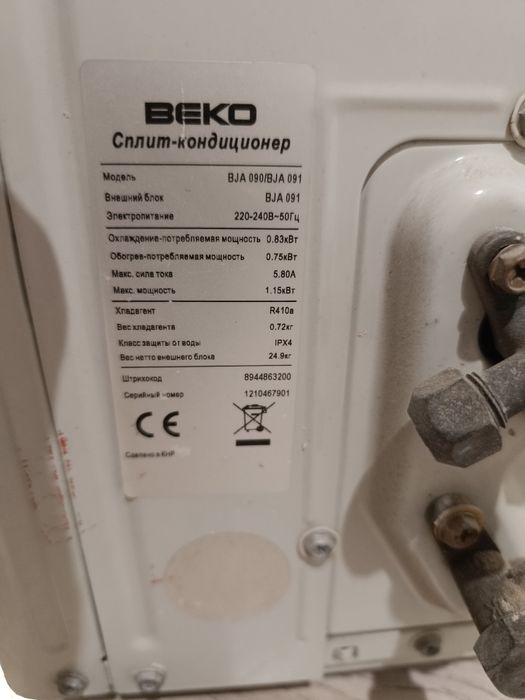 BEKO
Сплит-кондиционер
Модель BJA 090/BJA 091
Внешний блок BJA 091
Электропитание 220-240В~50Гц
Охлаждение-потребляемая мощность 0.83кВт
Обогрев-потребляемая мощность 0.75кВт
Макс. сила тока 5.80А
Макс. мощность 1.15кВт
Хладагент R410a
Вес хладагента 0.72кг
Класс защиты от воды IPX4
Вес нетто внешнего блока 24.9кг
Штрихкод 8944863200
Серийный номер 1210467901
CE
Сделано в КНР